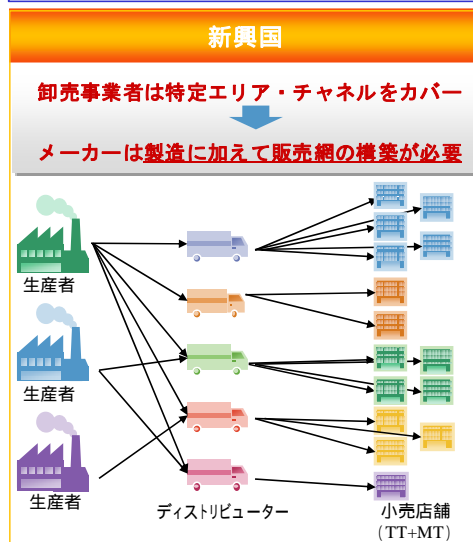 新興国
卸売事業者は特定エリア・チャネルをカバー
メーカーは製造に加えて販売網の構築が必要
生産者
生産者
生産者
ディストリビューター
小売店舗
(TT+MT)